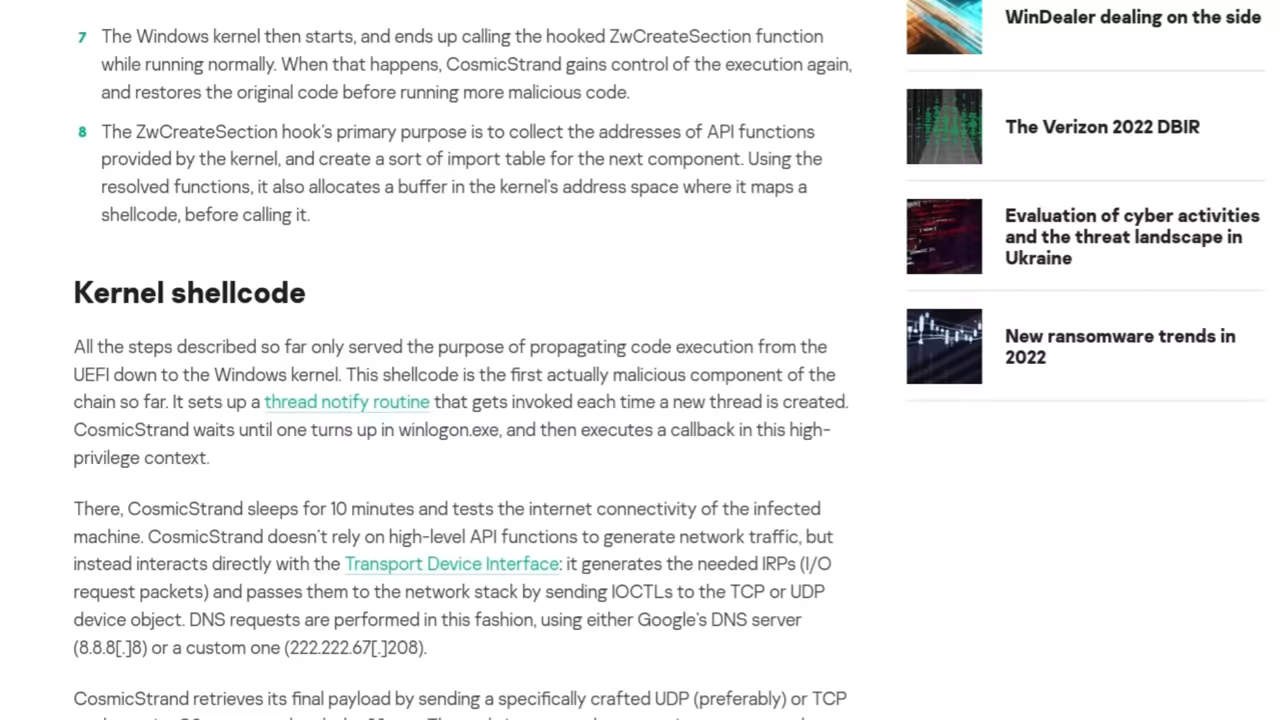 7 The Windows kernel then starts, and ends up calling the hooked ZwCreateSection function
while running normally. When that happens, CosmicStrand gains control of the execution again,
and restores the original code before running more malicious code.
8 The ZwCreateSection hook's primary purpose is to collect the addresses of API functions
provided by the kernel, and create a sort of import table for the next component. Using the
resolved functions, it also allocates a buffer in the kernel's address space where it maps a
shellcode, before calling it.
Kernel shellcode
All the steps described so far only served the purpose of propagating code execution from the
UEFI down to the Windows kernel. This shellcode is the first actually malicious component of the
chain so far. It sets up a thread notify routine that gets invoked each time a new thread is created.
CosmicStrand waits until one turns up in winlogon.exe, and then executes a callback in this high-
privilege context.
There, CosmicStrand sleeps for 10 minutes and tests the internet connectivity of the infected
machine. CosmicStrand doesn't rely on high-level API functions to generate network traffic, but
instead interacts directly with the Transport Device Interface: it generates the needed IRPs (I/O
request packets) and passes them to the network stack by sending IOCTLs to the TCP or UDP
device object. DNS requests are performed in this fashion, using either Google's DNS server
(8.8.8[.]8) or a custom one (222.222.67[.]208).
CosmicStrand retrieves its final payload by sending a specifically crafted UDP (preferably) or TCP
WinDealer dealing on the side
The Verizon 2022 DBIR
Evaluation of cyber activities
and the threat landscape in
Ukraine
New ransomware trends in
2022